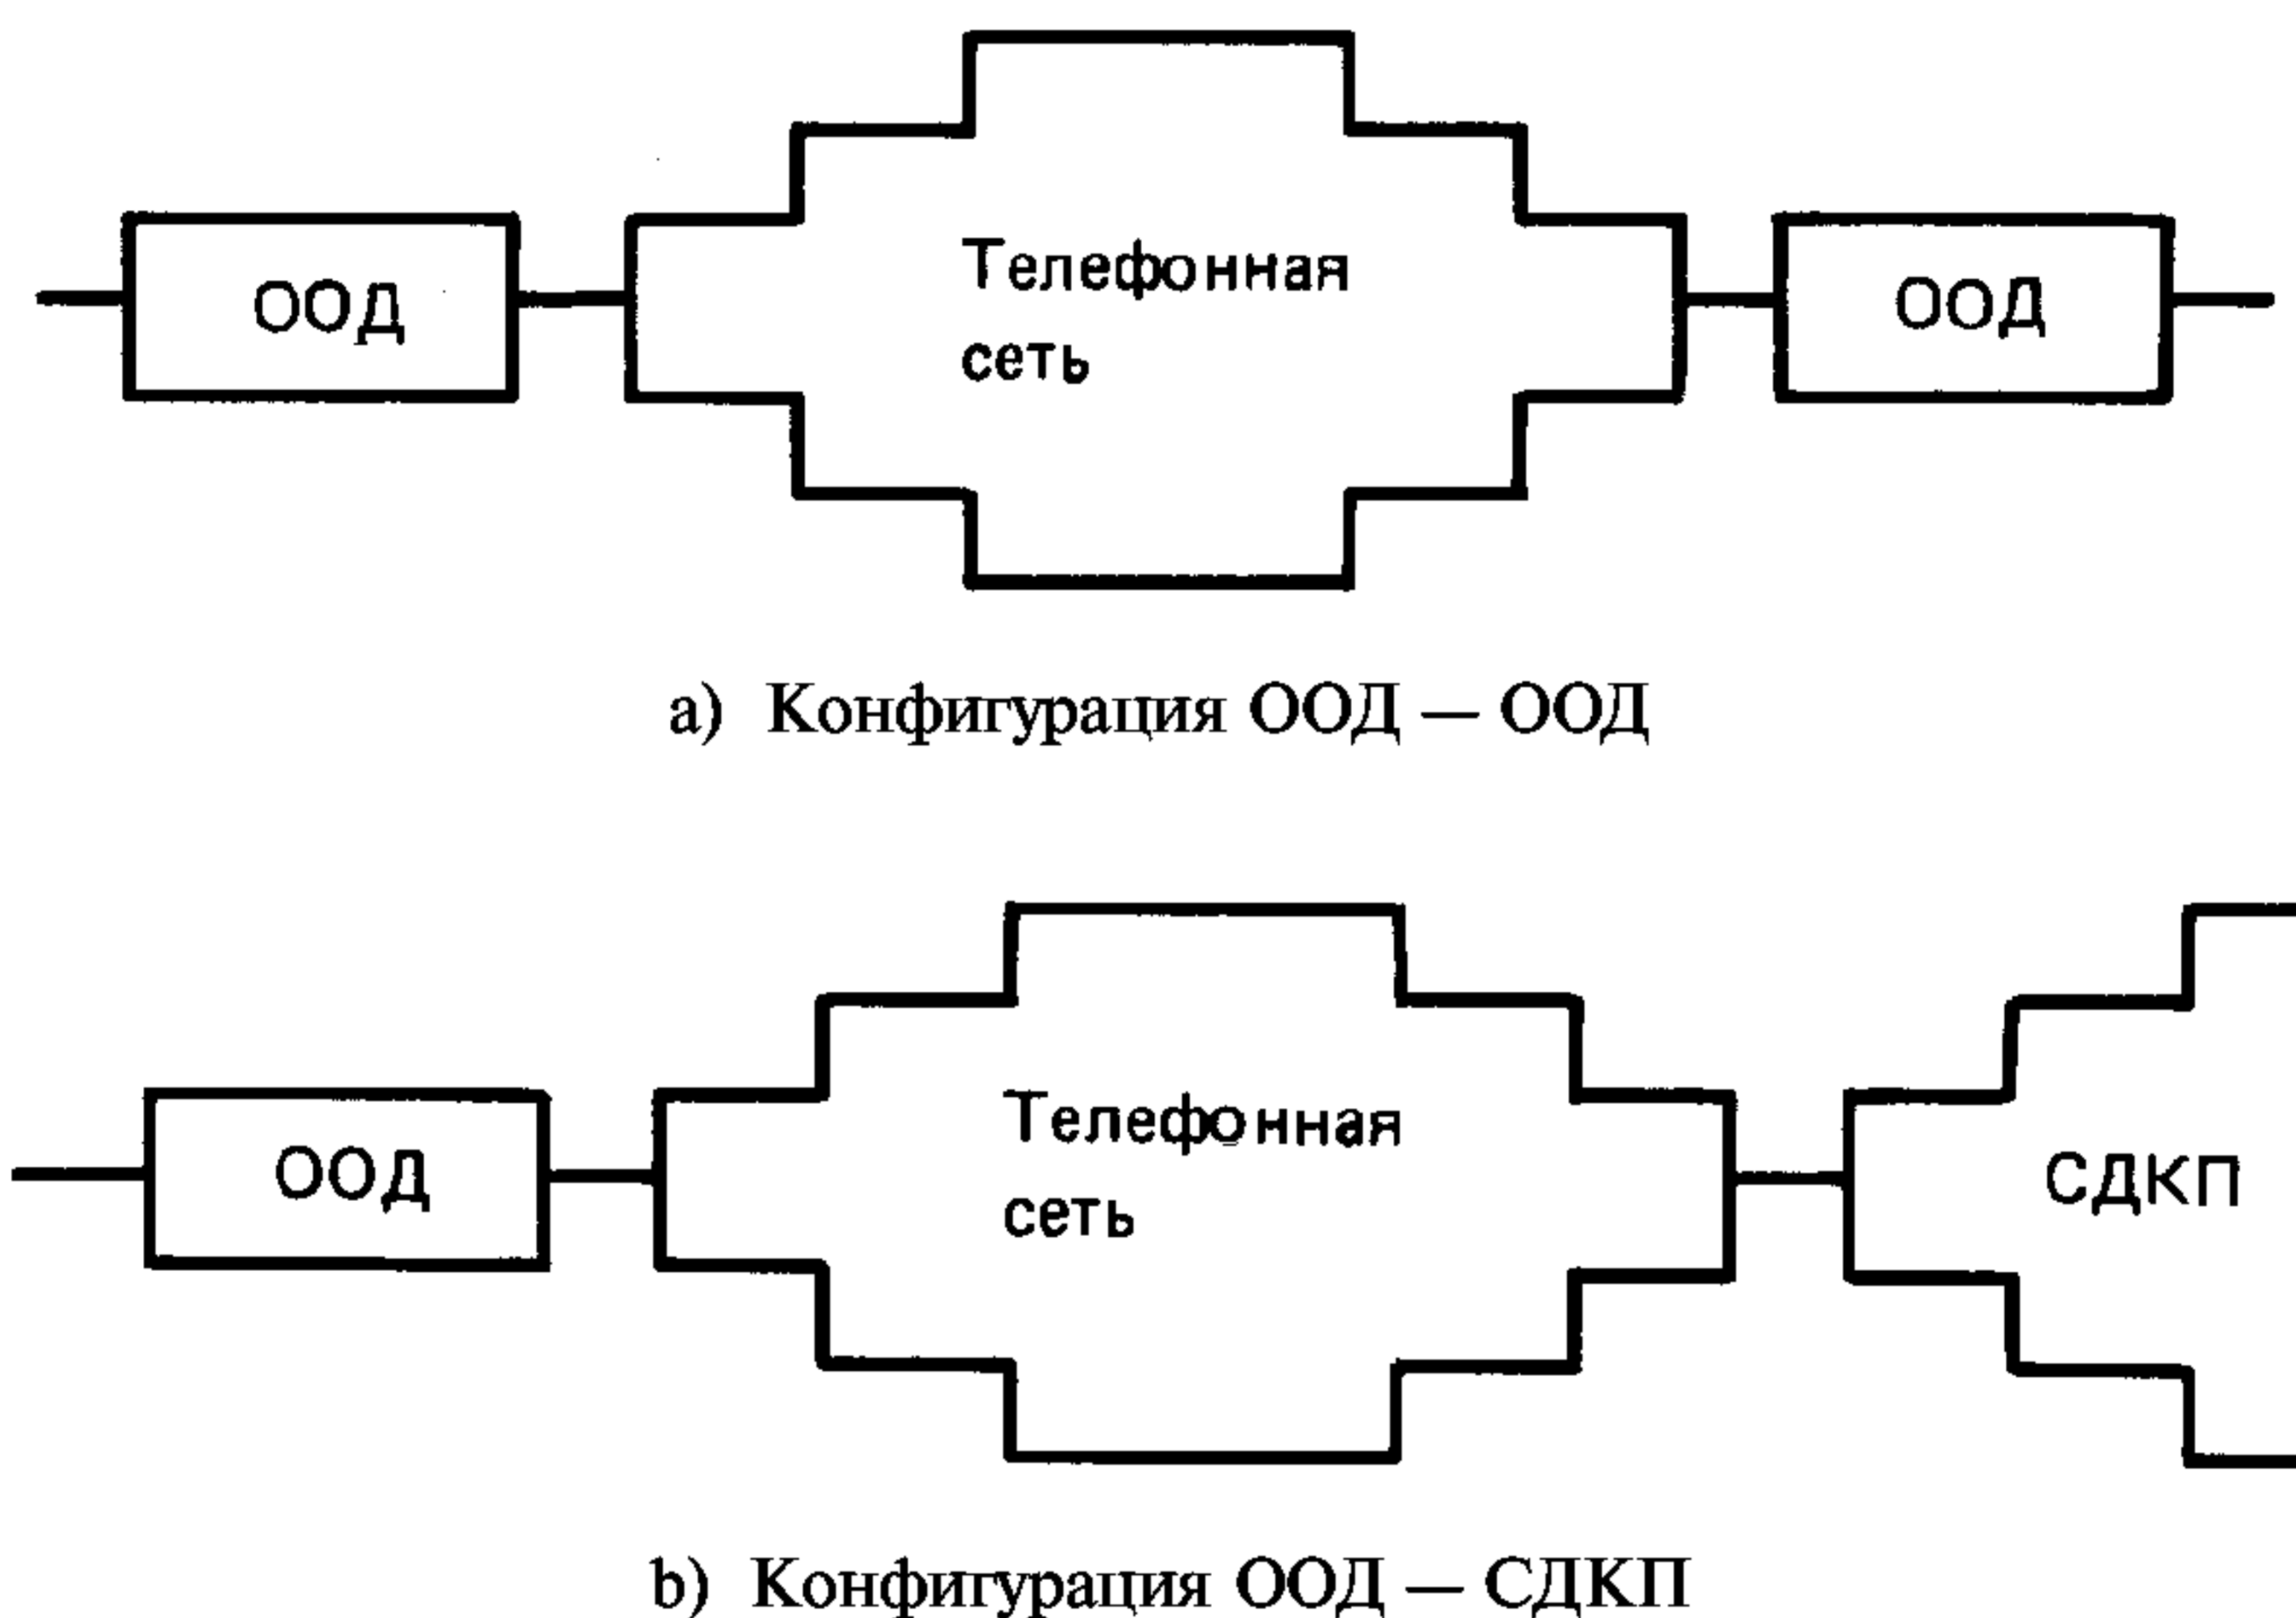 ООД
Телефонная
сеть
ООД
a) Конфигурация ООД — ООД
ООД
Телефонная
сеть
СДКП
b) Конфигурация ООД — СДКП